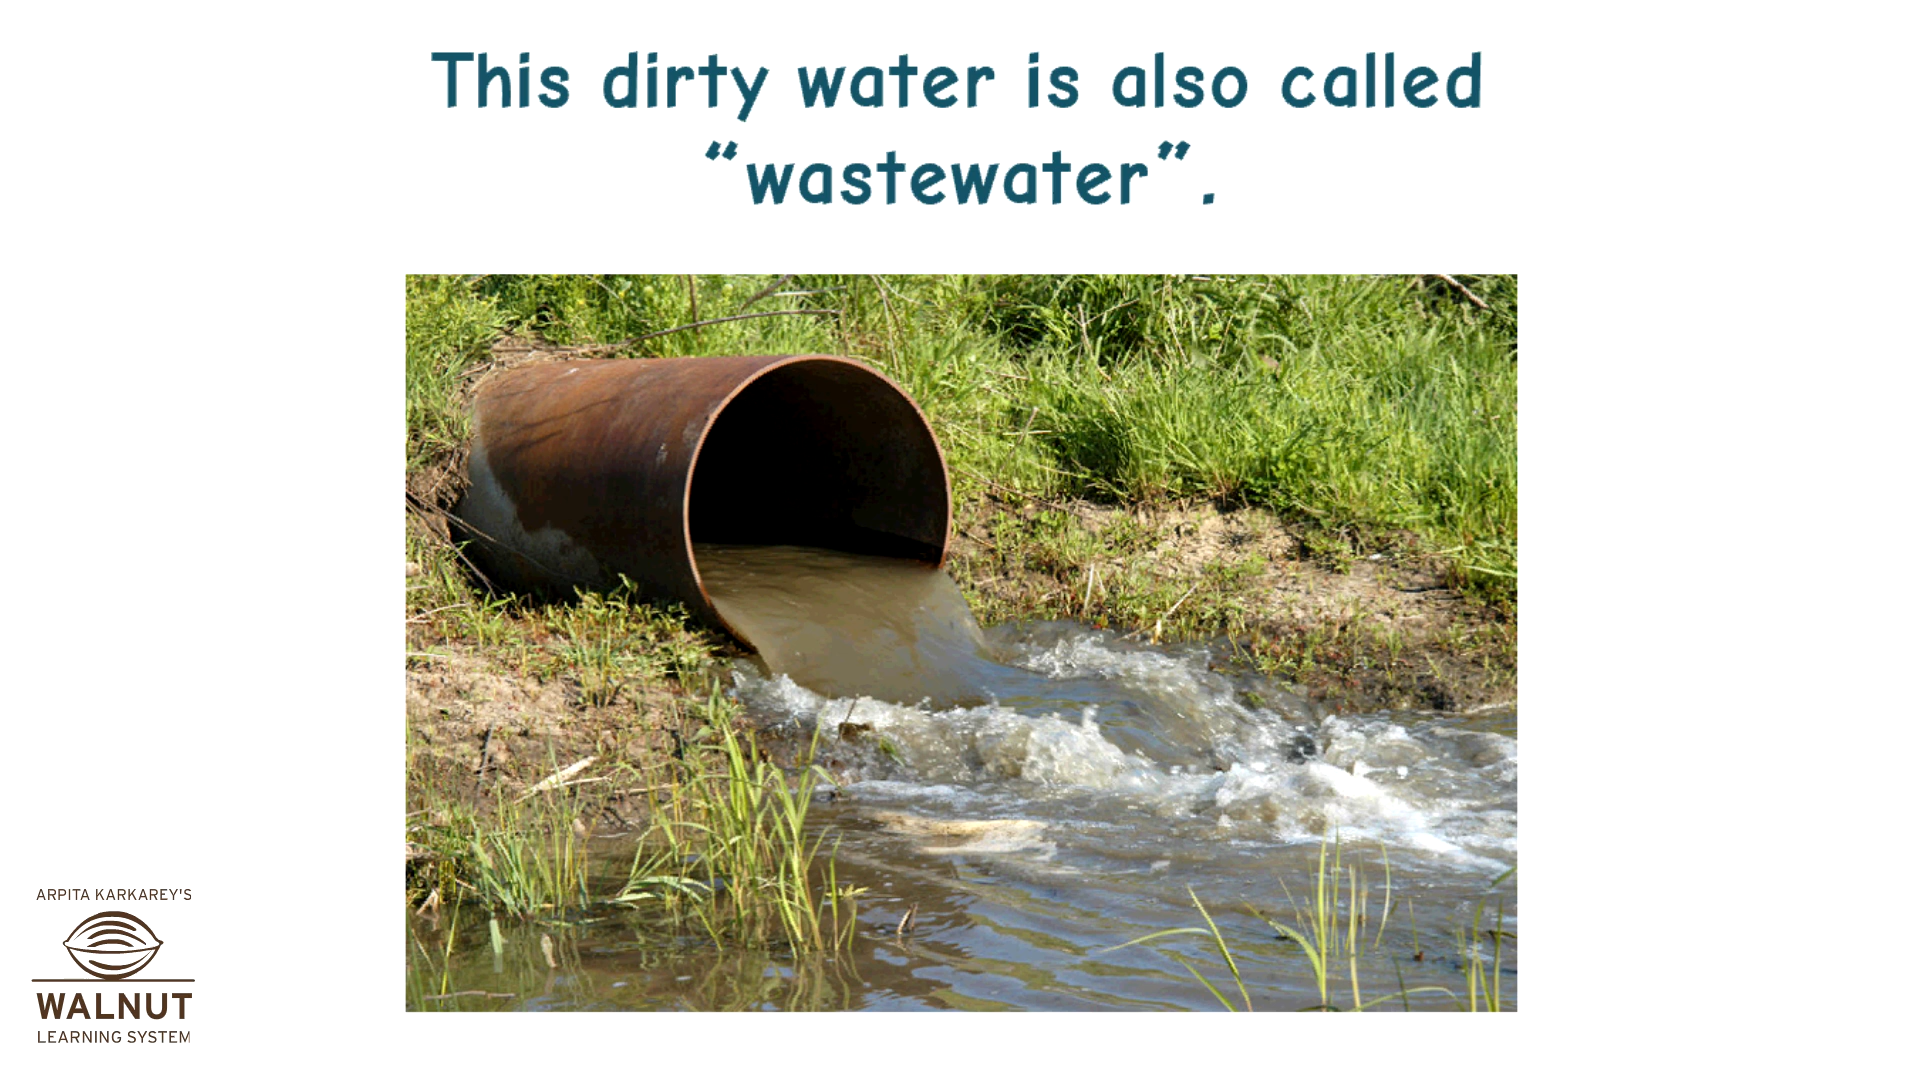 This dirty water is also called
“wastewater”.
ARPITA KARKAREY'S
WALNUT
LEARNING SYSTEM